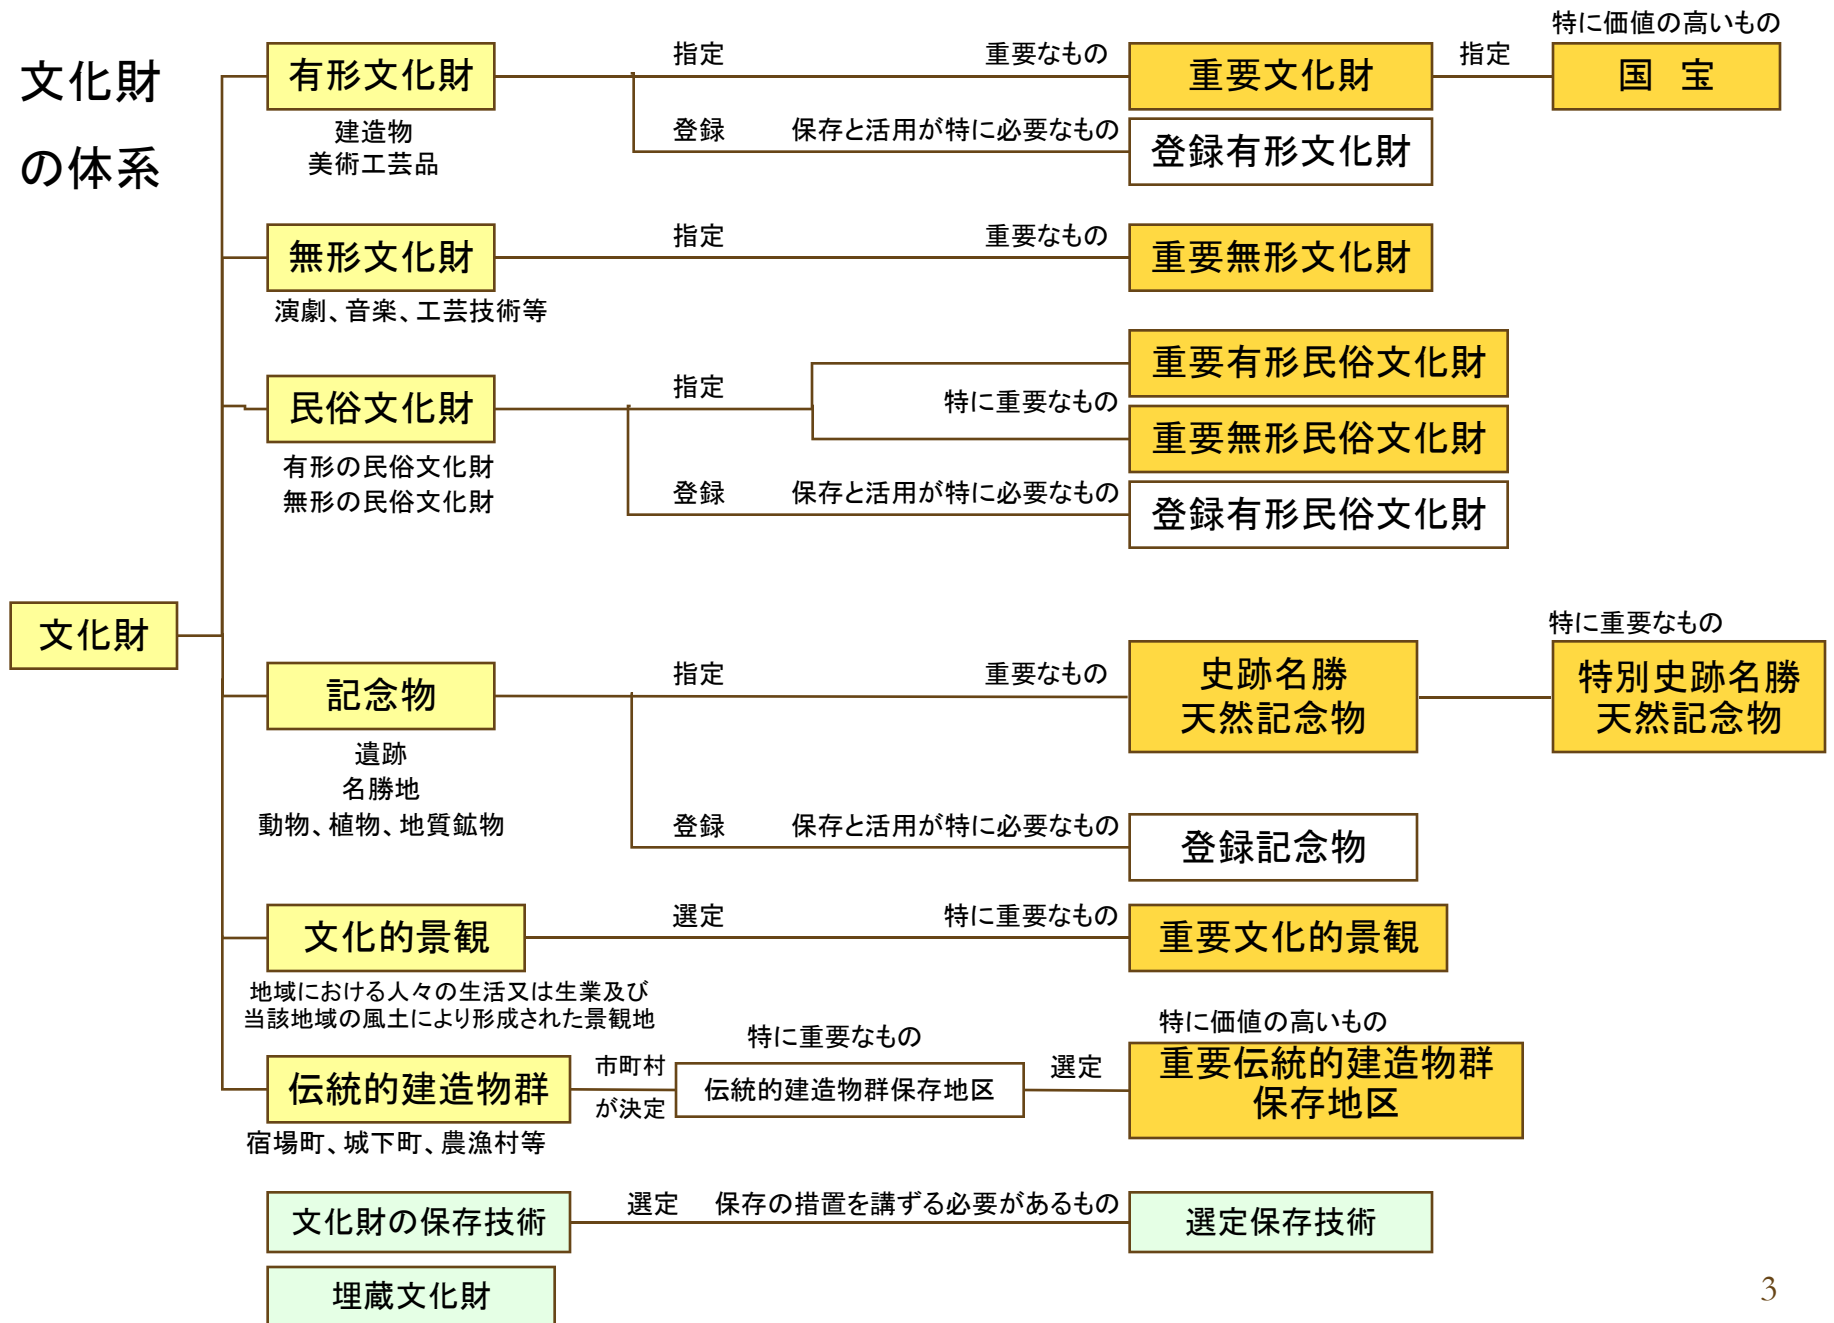 文化財
の体系
有形文化財
建造物
美術工芸品
指定
重要なもの
重要文化財
指定
特に価値の高いもの
国 宝
登録
保存と活用が特に必要なもの
登録有形文化財
無形文化財
演劇、音楽、工芸技術等
指定
重要なもの
重要無形文化財
民俗文化財
有形の民俗文化財
無形の民俗文化財
指定
特に重要なもの
重要有形民俗文化財
重要無形民俗文化財
登録
保存と活用が特に必要なもの
登録有形民俗文化財
文化財
記念物
遺跡
名勝地
動物、植物、地質鉱物
指定
重要なもの
史跡名勝
天然記念物
特に重要なもの
特別史跡名勝
天然記念物
登録
保存と活用が特に必要なもの
登録記念物
文化的景観
地域における人々の生活又は生業及び
当該地域の風土により形成された景観地
選定
特に重要なもの
重要文化的景観
伝統的建造物群
宿場町、城下町、農漁村等
市町村
が決定
特に重要なもの
伝統的建造物群保存地区
選定
特に価値の高いもの
重要伝統的建造物群
保存地区
文化財の保存技術
選定
保存の措置を講ずる必要があるもの
選定保存技術
埋蔵文化財
3